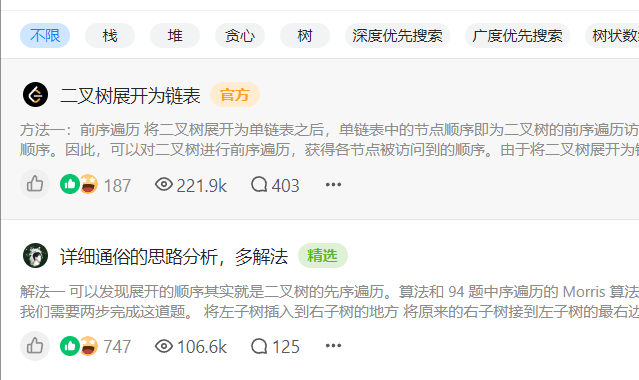 不限 栈 堆 贪心 树 深度优先搜索 广度优先搜索 树状数
二叉树展开为链表 官方
方法一：前序遍历 将二叉树展开为单链表之后，单链表中的节点顺序即为二叉树的前序遍历访
顺序。因此，可以对二叉树进行前序遍历，获得各节点被访问到的顺序。由于将二叉树展开为
187 221.9k 403
详细通俗的思路分析，多解法 精选
解法一 可以发现展开的顺序其实就是二叉树的先序遍历。算法和 94 题中序遍历的 Morris 算法
我们需要两步完成这道题。 将左子树插入到右子树的地方 将原来的右子树接到左子树的最右边
747 106.6k 125